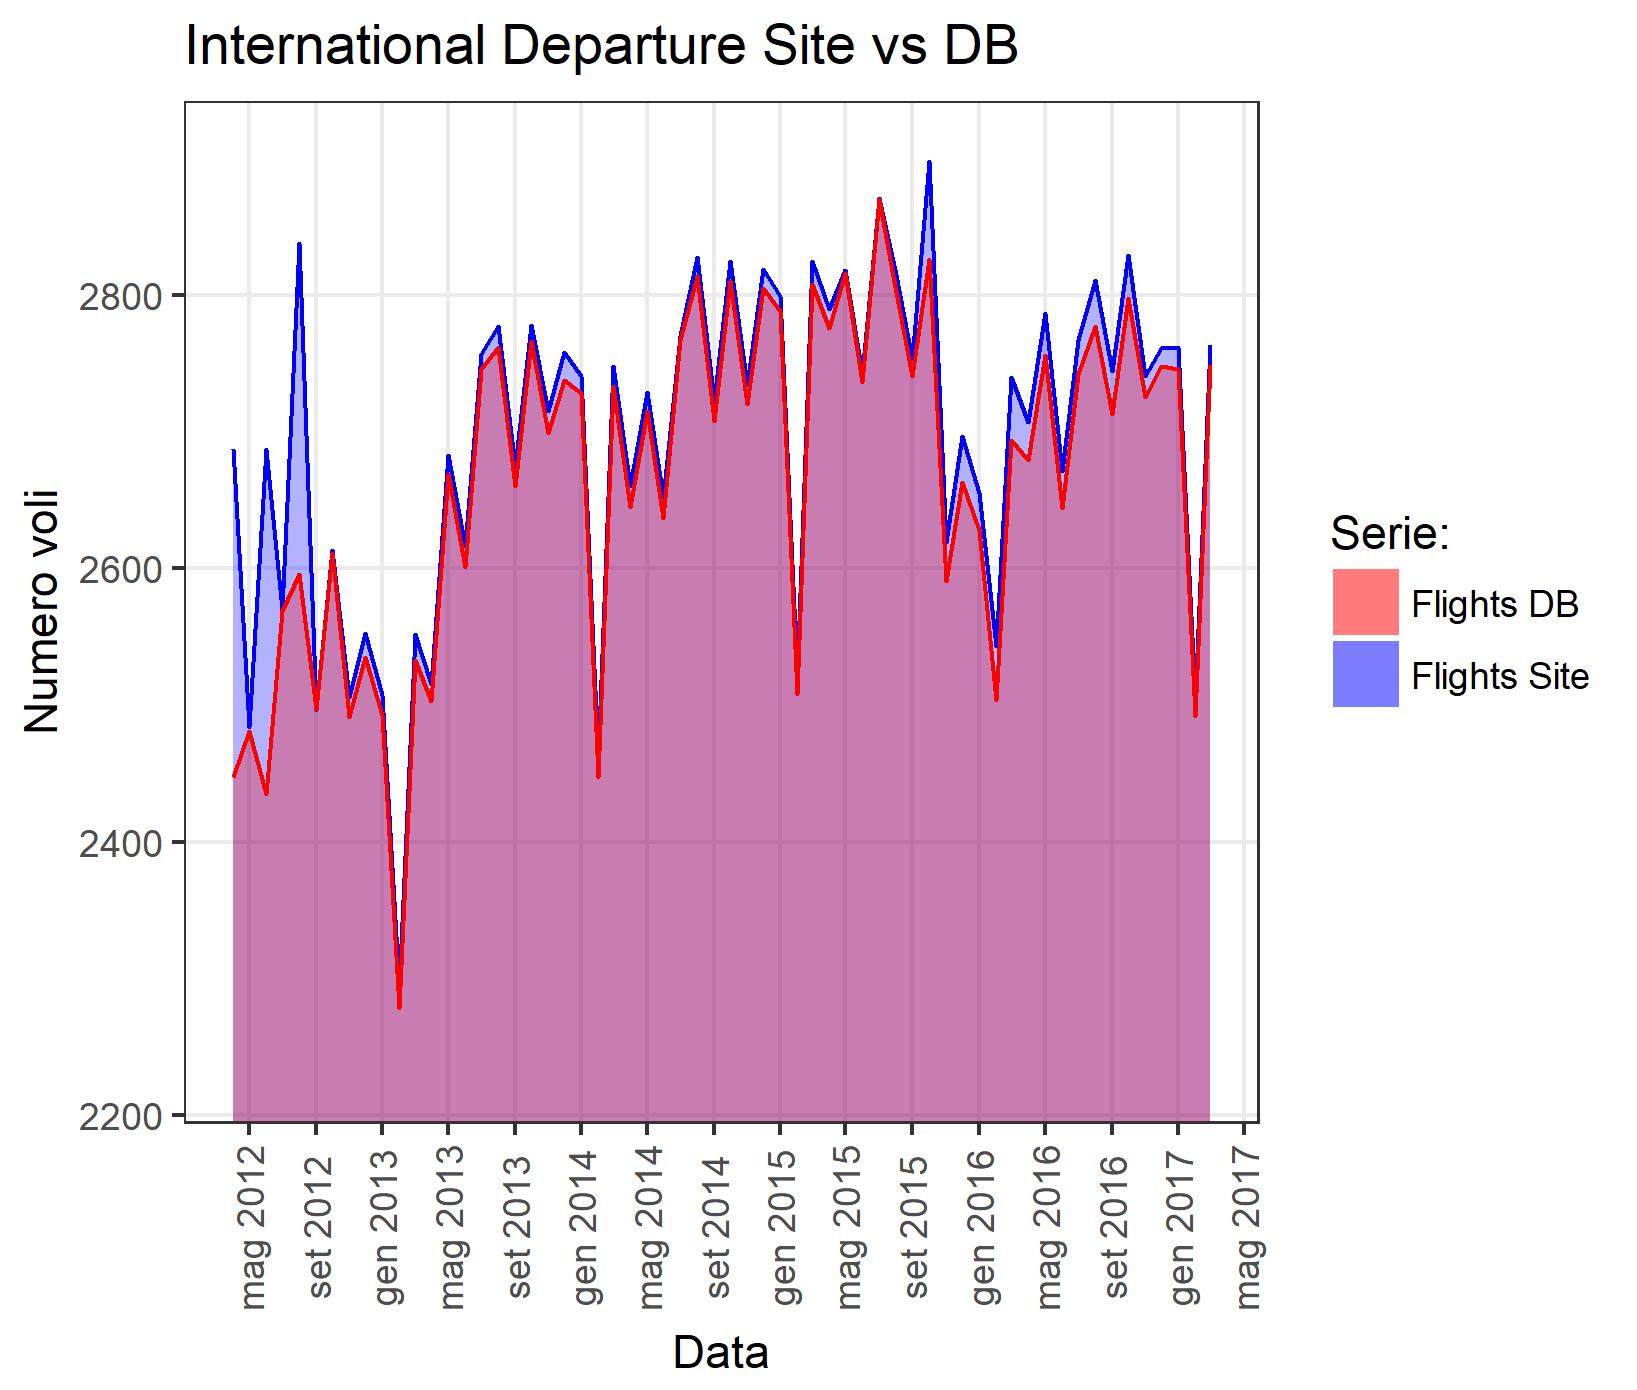 International Departure Site vs DB
Numero voli
2800
2600
2400
2200
mag 2012
set 2012
gen 2013
mag 2013
set 2013
gen 2014
mag 2014
set 2014
gen 2015
mag 2015
set 2015
gen 2016
mag 2016
set 2016
gen 2017
mag 2017
Data
Serie:
Flights DB
Flights Site